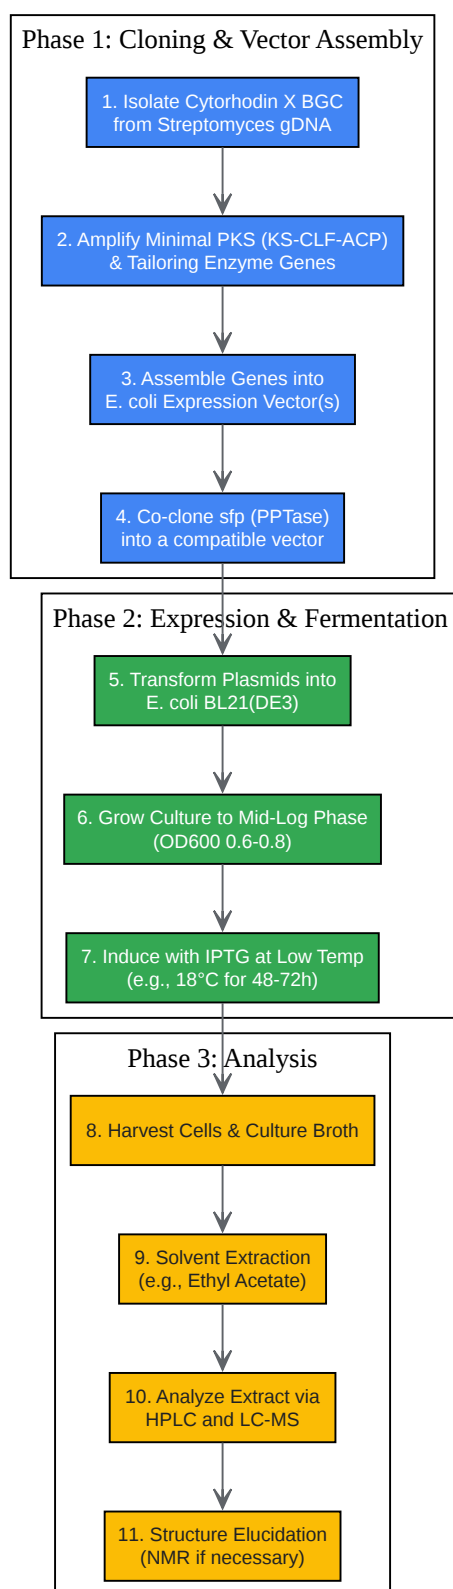 Phase 1: Cloning & Vector Assembly
1. Isolate Cytorhodin X BGC
from Streptomyces gDNA
2. Amplify Minimal PKS (KS-CLF-ACP)
& Tailoring Enzyme Genes
3. Assemble Genes into
E. coli Expression Vector(s)
4. Co-clone sfp (PPTase)
into a compatible vector
Phase 2: Expression & Fermentation
5. Transform Plasmids into
E. coli BL21(DE3)
6. Grow Culture to Mid-Log Phase
(OD600 0.6-0.8)
7. Induce with IPTG at Low Temp
(e.g., 18°C for 48-72h)
Phase 3: Analysis
8. Harvest Cells & Culture Broth
9. Solvent Extraction
(e.g., Ethyl Acetate)
10. Analyze Extract via
HPLC and LC-MS
11. Structure Elucidation
(NMR if necessary)